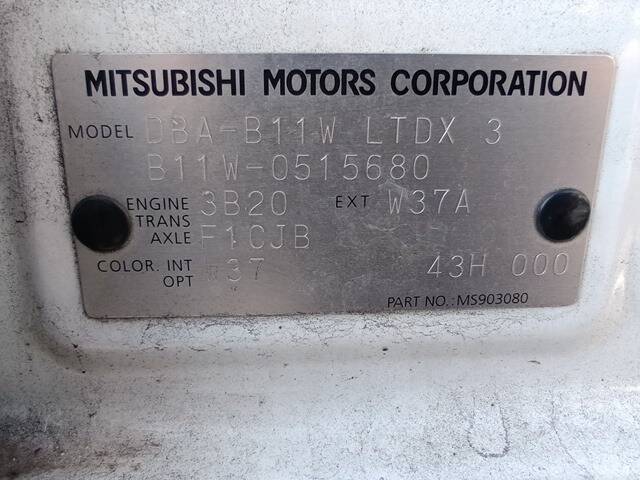 MITSUBISHI MOTORS CORPORATION
MODEL DBA-B11W LTDX 3
B11W-0515680
ENGINE 3B20 EXT W37A
TRANS
AXLE F1CJB
COLOR. INT 37 43H 000
OPT
PART NO.:MS903080